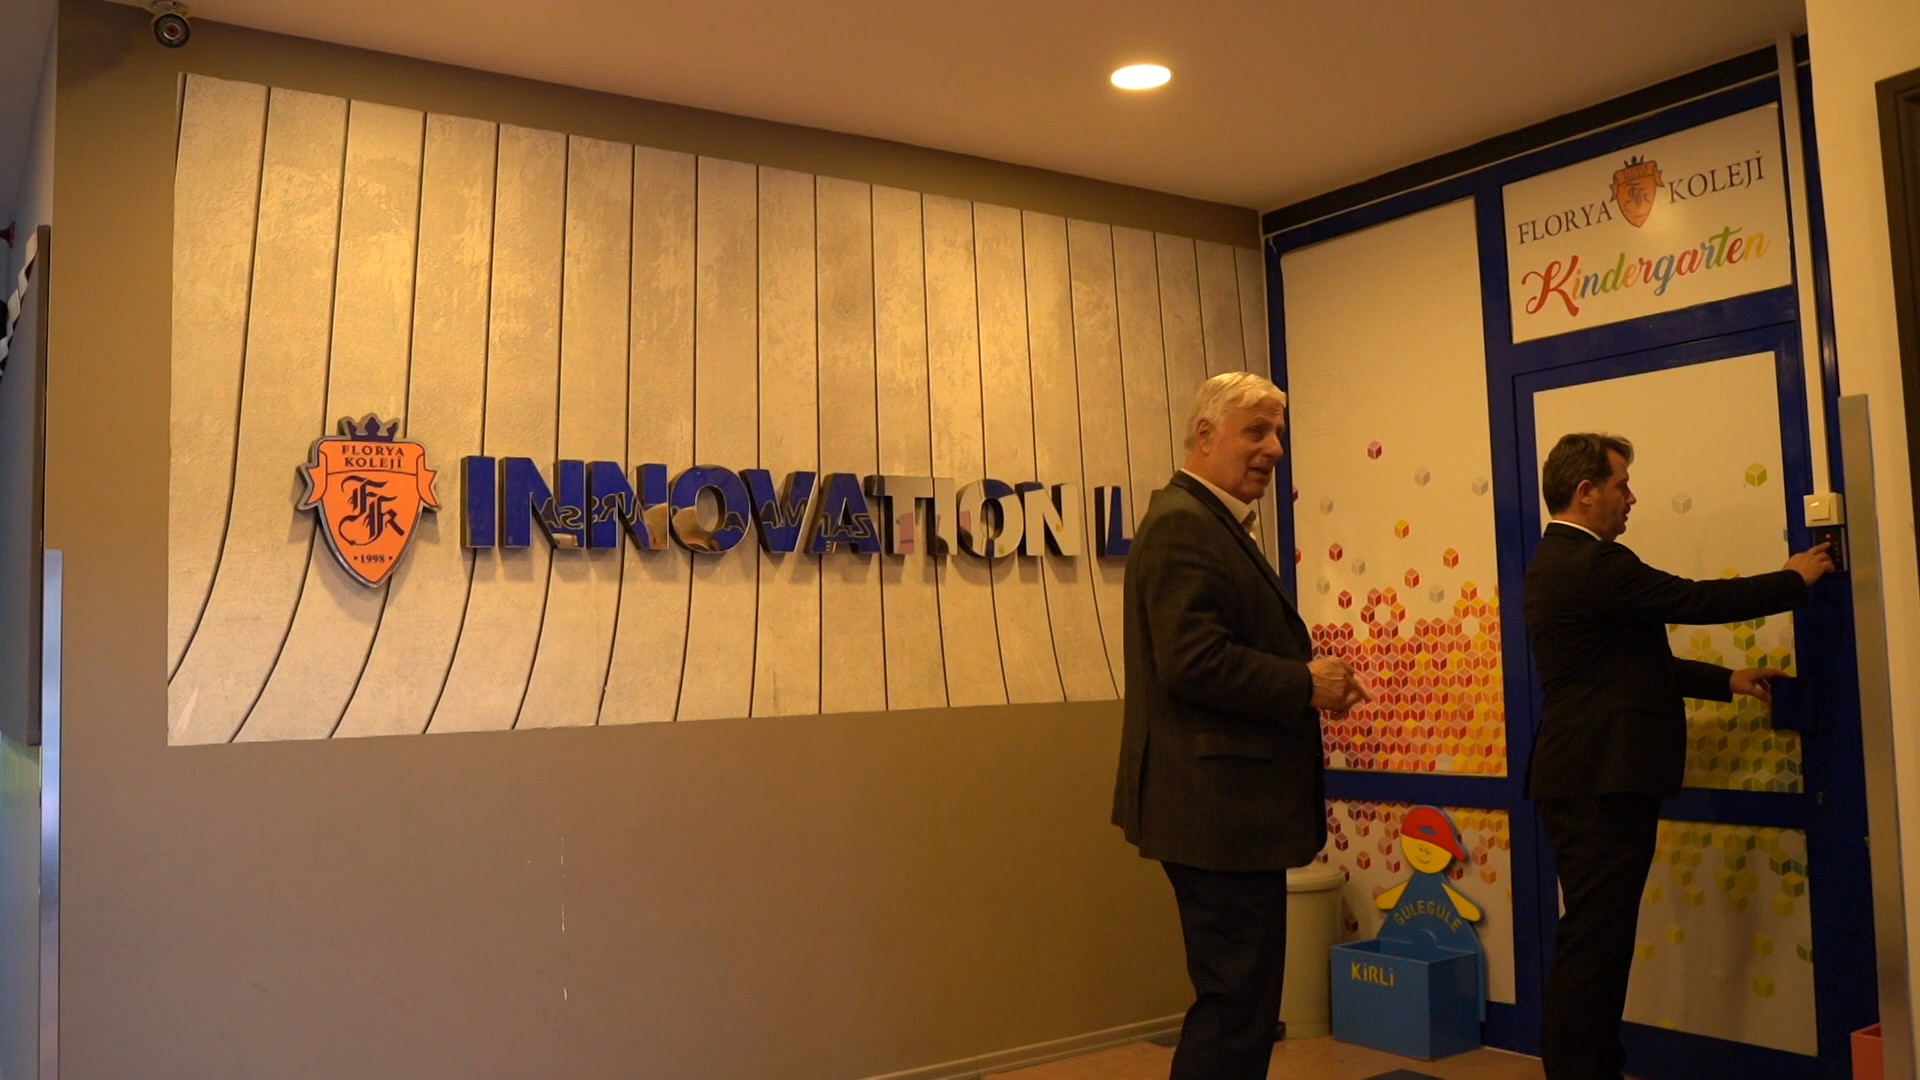 FLORYA
KOLEJİ
FK
• 1998 •
INNOVATION L
FLORYA KOLEJİ
Kindergarten
GÜLEGÜLE
KİRLİ